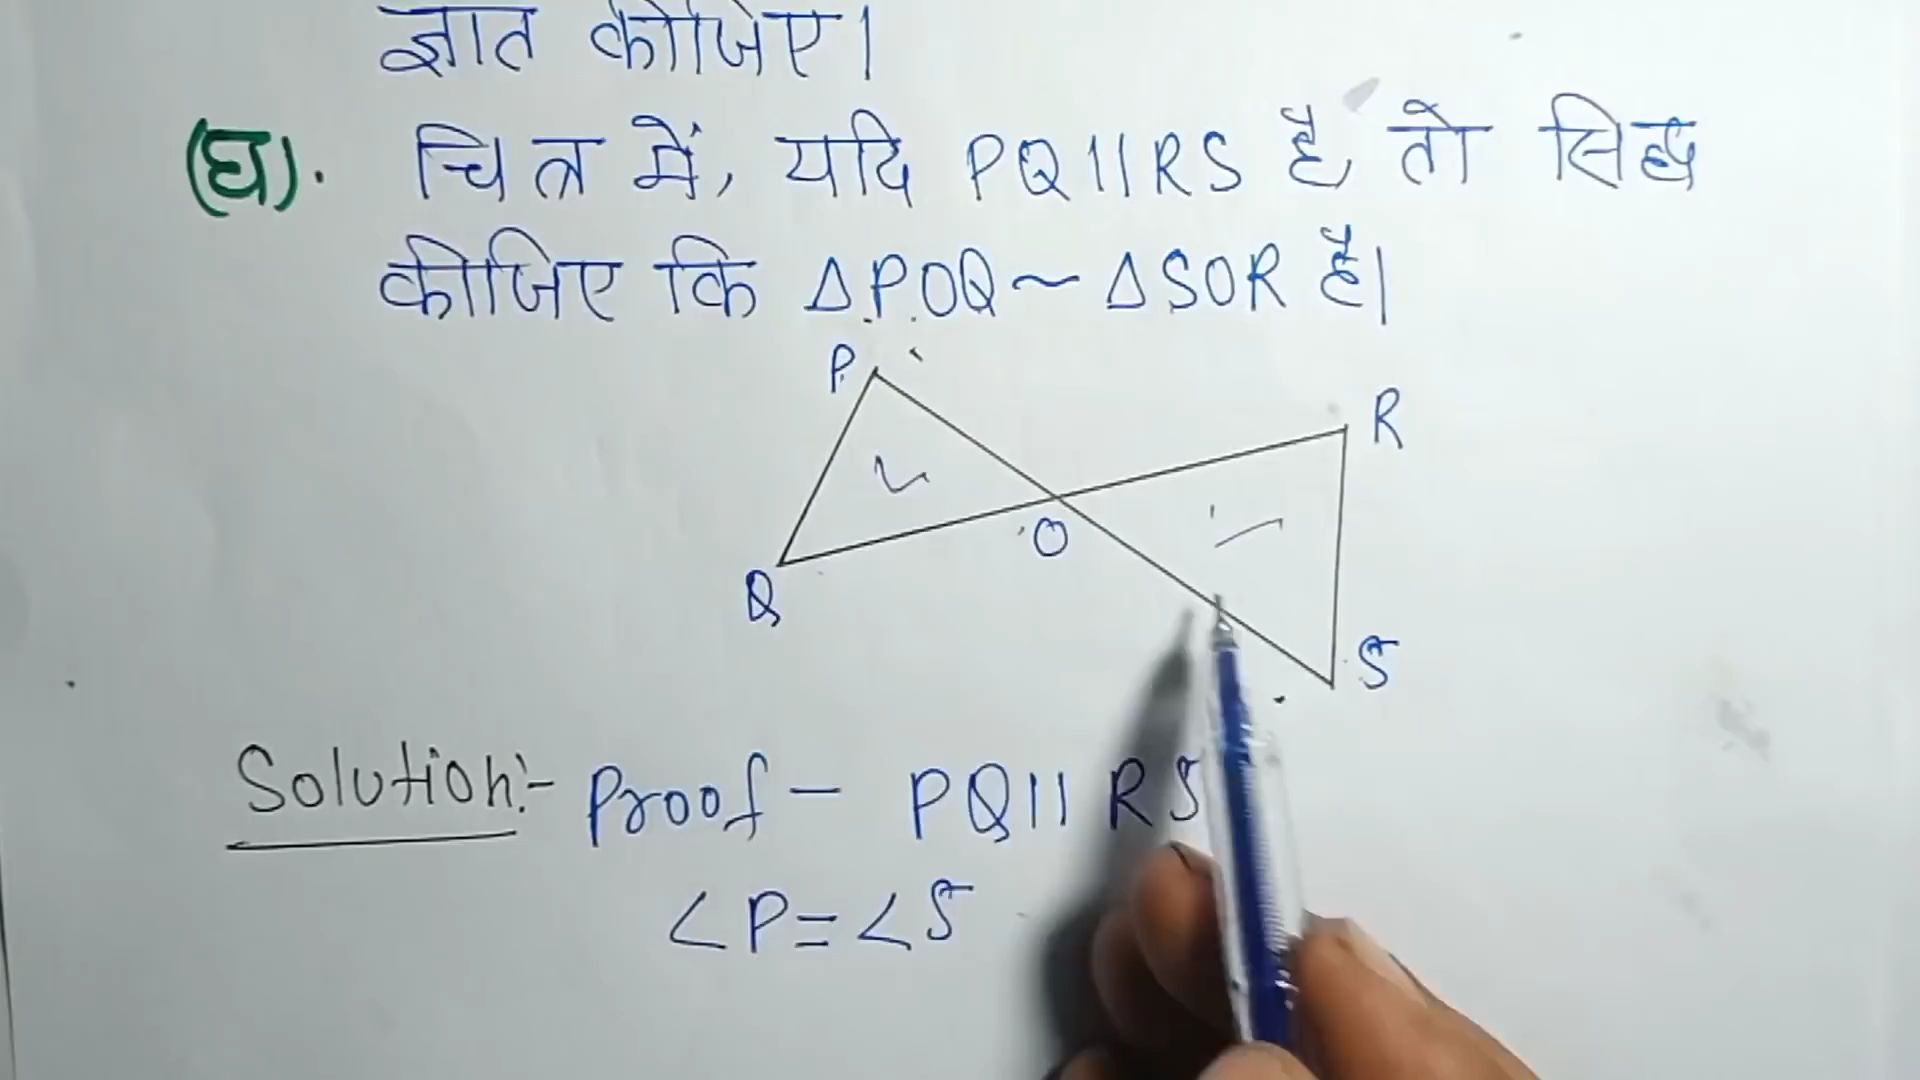 ज्ञात कीजिए।
(घ). चित्र में, यदि PQ||RS है, तो सिद्ध
कीजिए कि ΔPOQ ~ ΔSOR है।
P
R
O
Q
S
Solution:- Proof - PQ|| RS
∠P=∠S